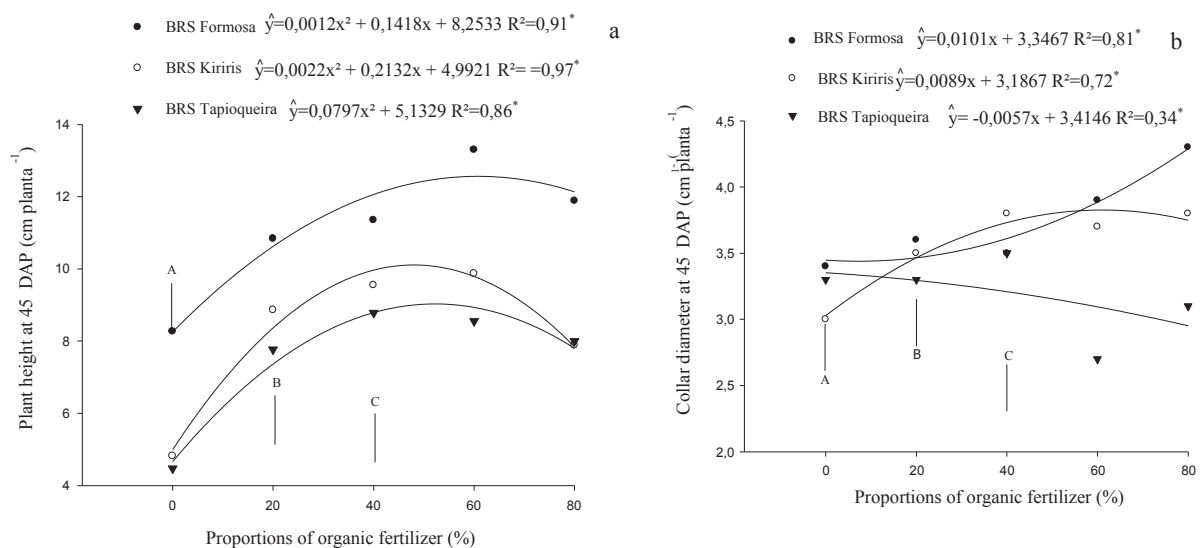 BRS Formosa ŷ=0,0012x² + 0,1418x + 8,2533 R²=0,91*
a
BRS Kiriris ŷ=0,0022x² + 0,2132x + 4,9921 R²= =0,97*
BRS Tapioqueira ŷ=0,0797x² + 5,1329 R²=0,86*
Plant height at 45 DAP (cm planta ⁻¹)
14
12
10
8
6
4
A
B
C
0 20 40 60 80
Proportions of organic fertilizer (%)
BRS Formosa ŷ=0,0101x + 3,3467 R²=0,81*
b
BRS Kiriris ŷ=0,0089x + 3,1867 R²=0,72*
BRS Tapioqueira ŷ= -0,0057x + 3,4146 R²=0,34*
Collar diameter at 45 DAP (cm planta ⁻¹)
4,5
4,0
3,5
3,0
2,5
2,0
A
B
C
0 20 40 60 80
Proportions of organic fertilizer (%)